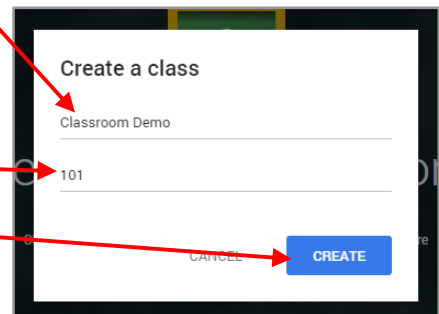 Create a class
Classroom Demo
101
CANCEL
CREATE